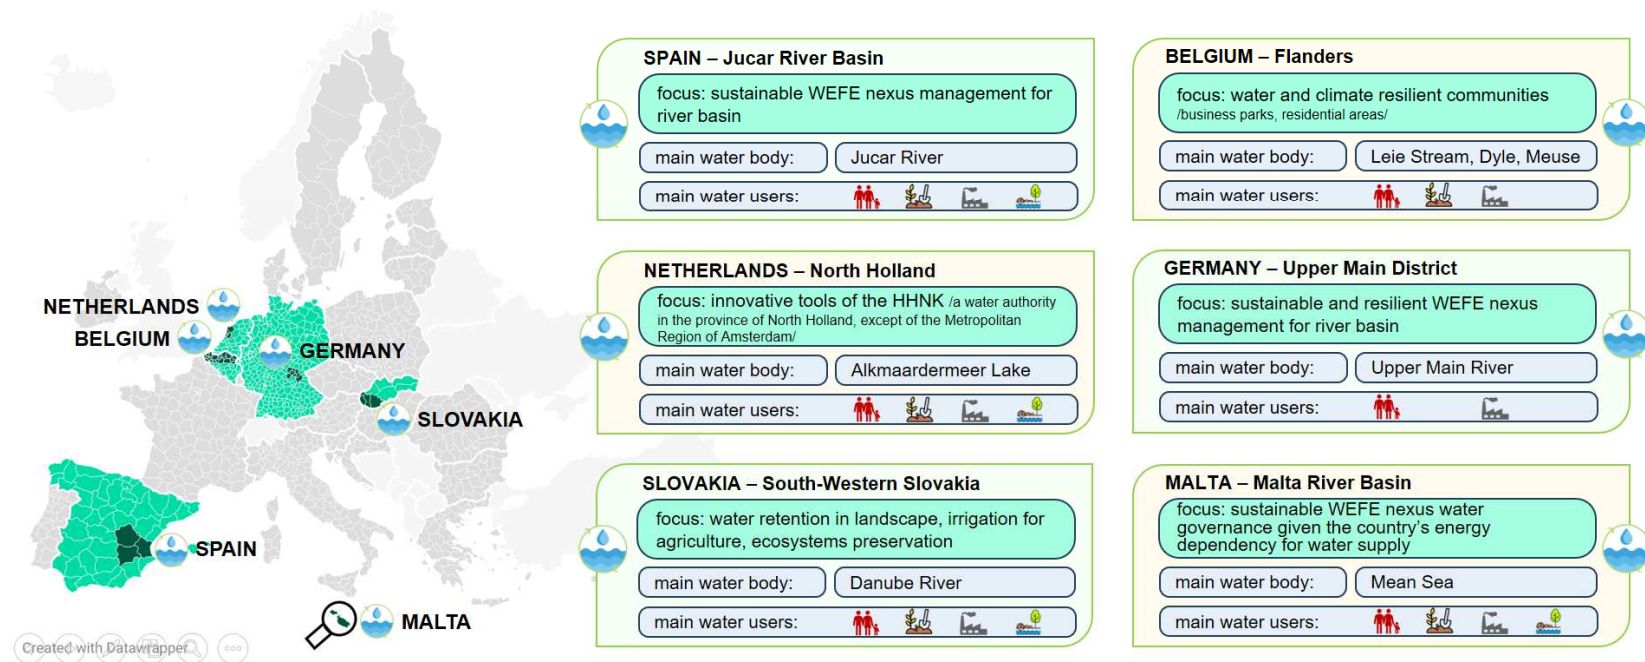 NETHERLANDS
BELGIUM
GERMANY
SLOVAKIA
SPAIN
MALTA
Created with Datawrapper
SPAIN – Jucar River Basin
focus: sustainable WEFE nexus management for
river basin
main water body:
Jucar River
main water users:
BELGIUM – Flanders
focus: water and climate resilient communities
/business parks, residential areas/
main water body:
Leie Stream, Dyle, Meuse
main water users:
NETHERLANDS – North Holland
focus: innovative tools of the HHNK /a water authority
in the province of North Holland, except of the Metropolitan
Region of Amsterdam/
main water body:
Alkmaardermeer Lake
main water users:
GERMANY – Upper Main District
focus: sustainable and resilient WEFE nexus
management for river basin
main water body:
Upper Main River
main water users:
SLOVAKIA – South-Western Slovakia
focus: water retention in landscape, irrigation for
agriculture, ecosystems preservation
main water body:
Danube River
main water users:
MALTA – Malta River Basin
focus: sustainable WEFE nexus water
governance given the country's energy
dependency for water supply
main water body:
Mean Sea
main water users: